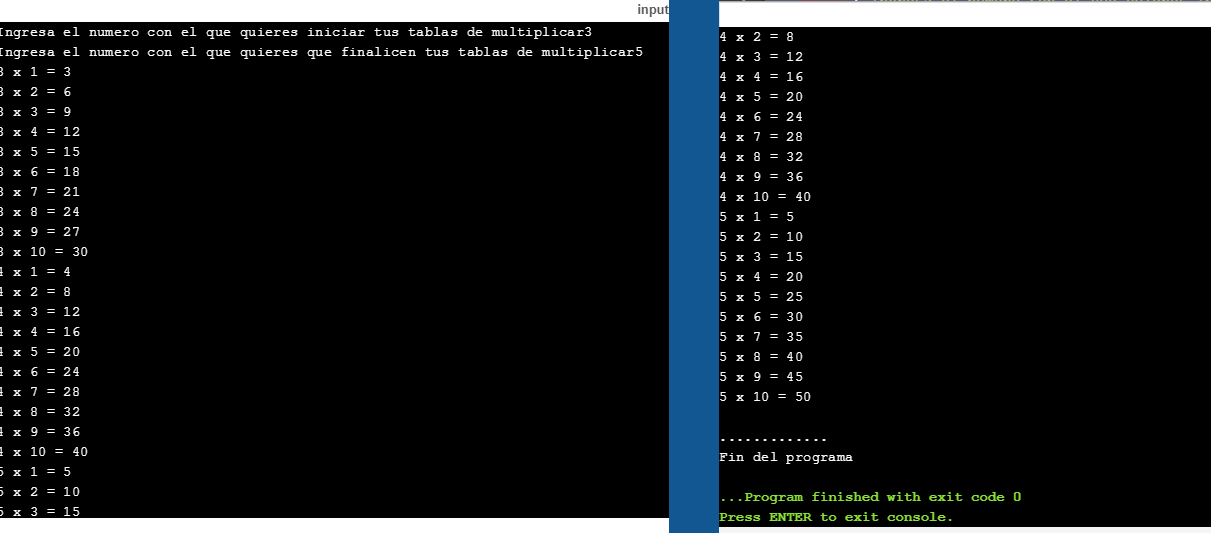 input
Ingresa el numero con el que quieres iniciar tus tablas de multiplicar3
Ingresa el numero con el que quieres que finalicen tus tablas de multiplicar5
3 x 1 = 3
3 x 2 = 6
3 x 3 = 9
3 x 4 = 12
3 x 5 = 15
3 x 6 = 18
3 x 7 = 21
3 x 8 = 24
3 x 9 = 27
3 x 10 = 30
4 x 1 = 4
4 x 2 = 8
4 x 3 = 12
4 x 4 = 16
4 x 5 = 20
4 x 6 = 24
4 x 7 = 28
4 x 8 = 32
4 x 9 = 36
4 x 10 = 40
5 x 1 = 5
5 x 2 = 10
5 x 3 = 15
4 x 2 = 8
4 x 3 = 12
4 x 4 = 16
4 x 5 = 20
4 x 6 = 24
4 x 7 = 28
4 x 8 = 32
4 x 9 = 36
4 x 10 = 40
5 x 1 = 5
5 x 2 = 10
5 x 3 = 15
5 x 4 = 20
5 x 5 = 25
5 x 6 = 30
5 x 7 = 35
5 x 8 = 40
5 x 9 = 45
5 x 10 = 50
.............
Fin del programa
...Program finished with exit code 0
Press ENTER to exit console.